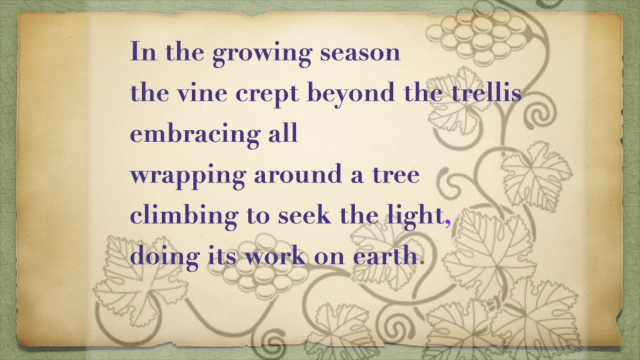 In the growing season
the vine crept beyond the trellis
embracing all
wrapping around a tree
climbing to seek the light,
doing its work on earth.